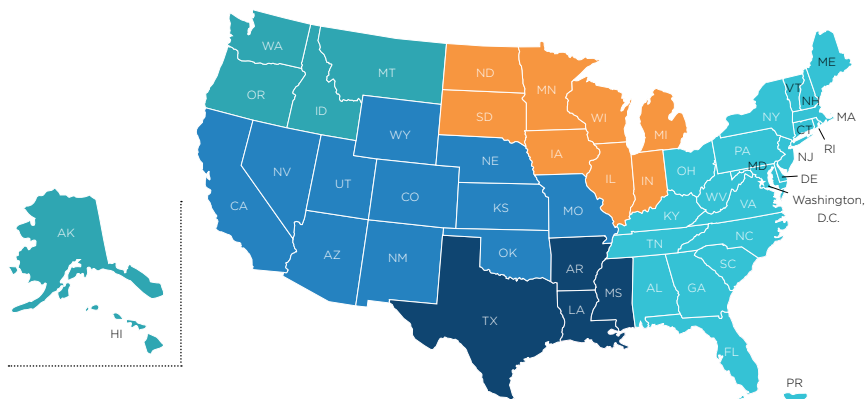 WA
MT
ND
MN
ME
VT
NH
OR
ID
SD
WI
MI
NY
MA
CT
RI
WY
IA
PA
NJ
NV
NE
IL
IN
OH
MD
DE
UT
CO
WV
VA
Washington,
D.C.
CA
KS
MO
KY
NC
AK
AZ
NM
OK
AR
TN
SC
MS
AL
GA
LA
TX
HI
FL
PR